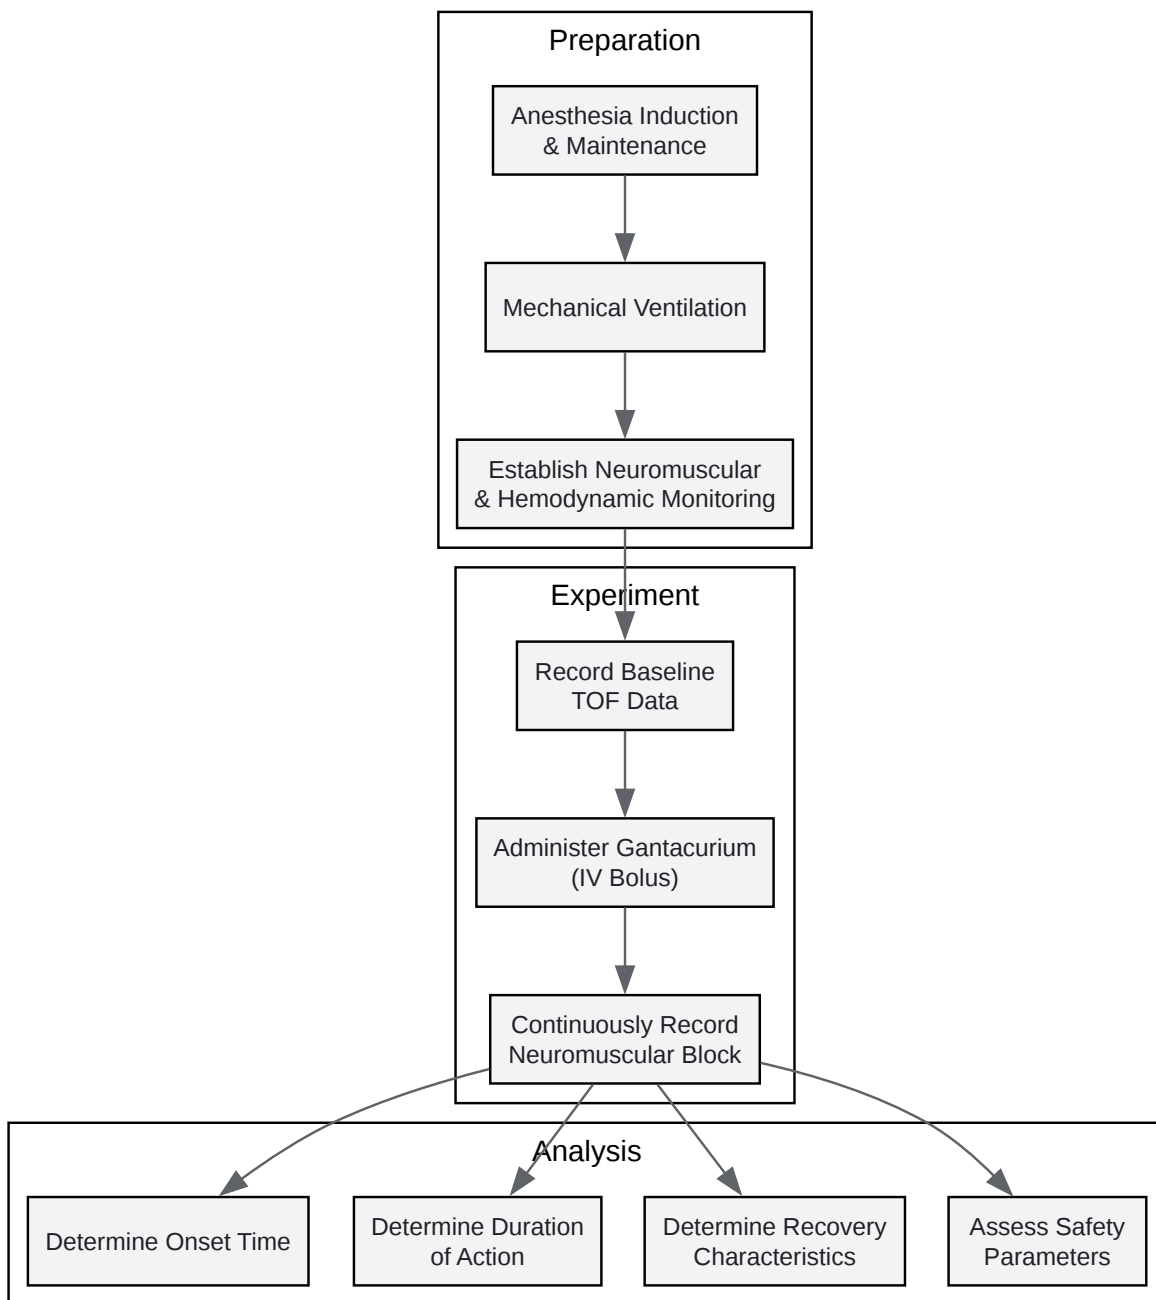 Preparation
Anesthesia Induction
& Maintenance
Mechanical Ventilation
Establish Neuromuscular
& Hemodynamic Monitoring
Experiment
Record Baseline
TOF Data
Administer Gantacurium
(IV Bolus)
Continuously Record
Neuromuscular Block
Analysis
Determine Onset Time
Determine Duration
of Action
Determine Recovery
Characteristics
Assess Safety
Parameters